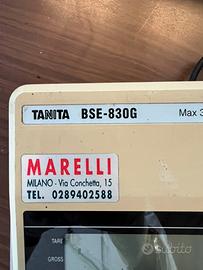 TANITA BSE-830G Max 3
MARELLI
MILANO - Via Conchetta, 15
TEL. 0289402588
TARE
GROSS
subito